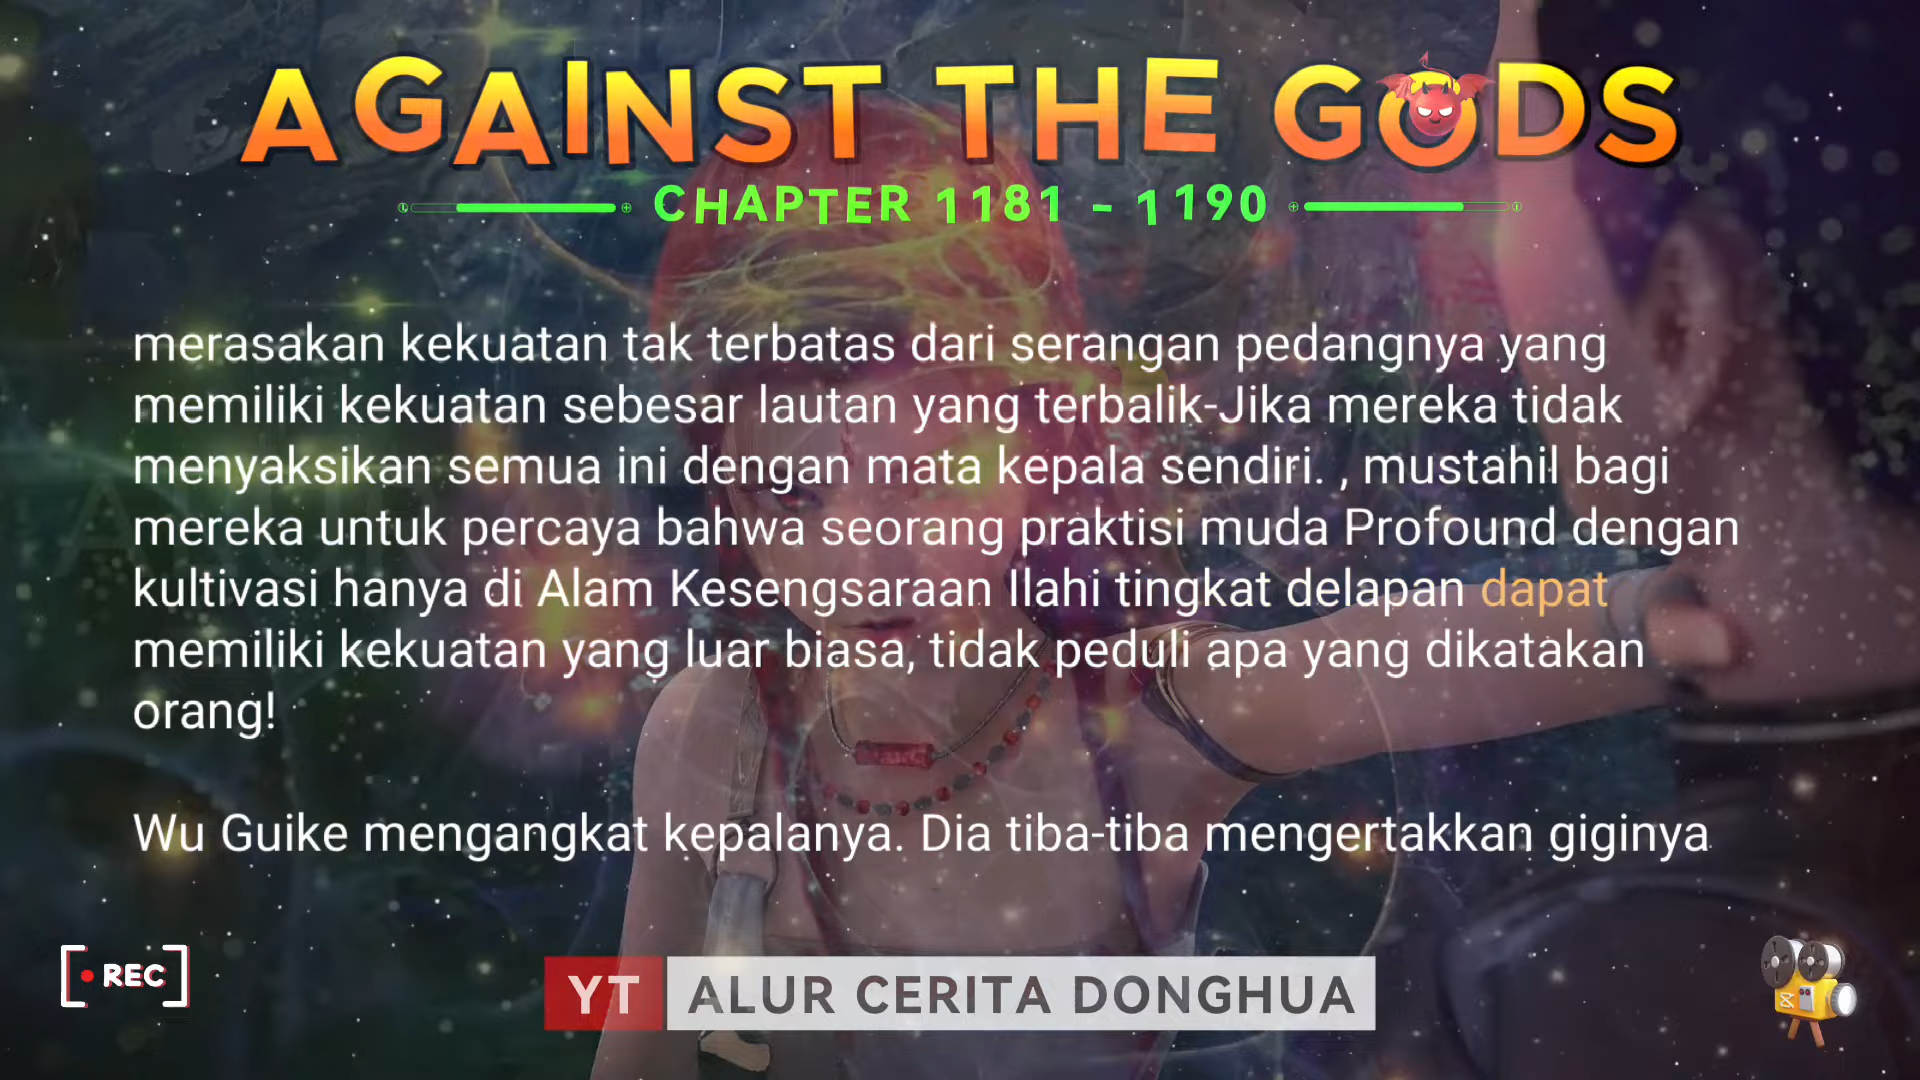 AGAINST THE GODS
CHAPTER 1181 - 1190
merasakan kekuatan tak terbatas dari serangan pedangnya yang
memiliki kekuatan sebesar lautan yang terbalik-Jika mereka tidak
menyaksikan semua ini dengan mata kepala sendiri. , mustahil bagi
mereka untuk percaya bahwa seorang praktisi muda Profound dengan
kultivasi hanya di Alam Kesengsaraan Ilahi tingkat delapan dapat
memiliki kekuatan yang luar biasa, tidak peduli apa yang dikatakan
orang!
Wu Guike mengangkat kepalanya. Dia tiba-tiba mengertakkan giginya
REC
YT ALUR CERITA DONGHUA